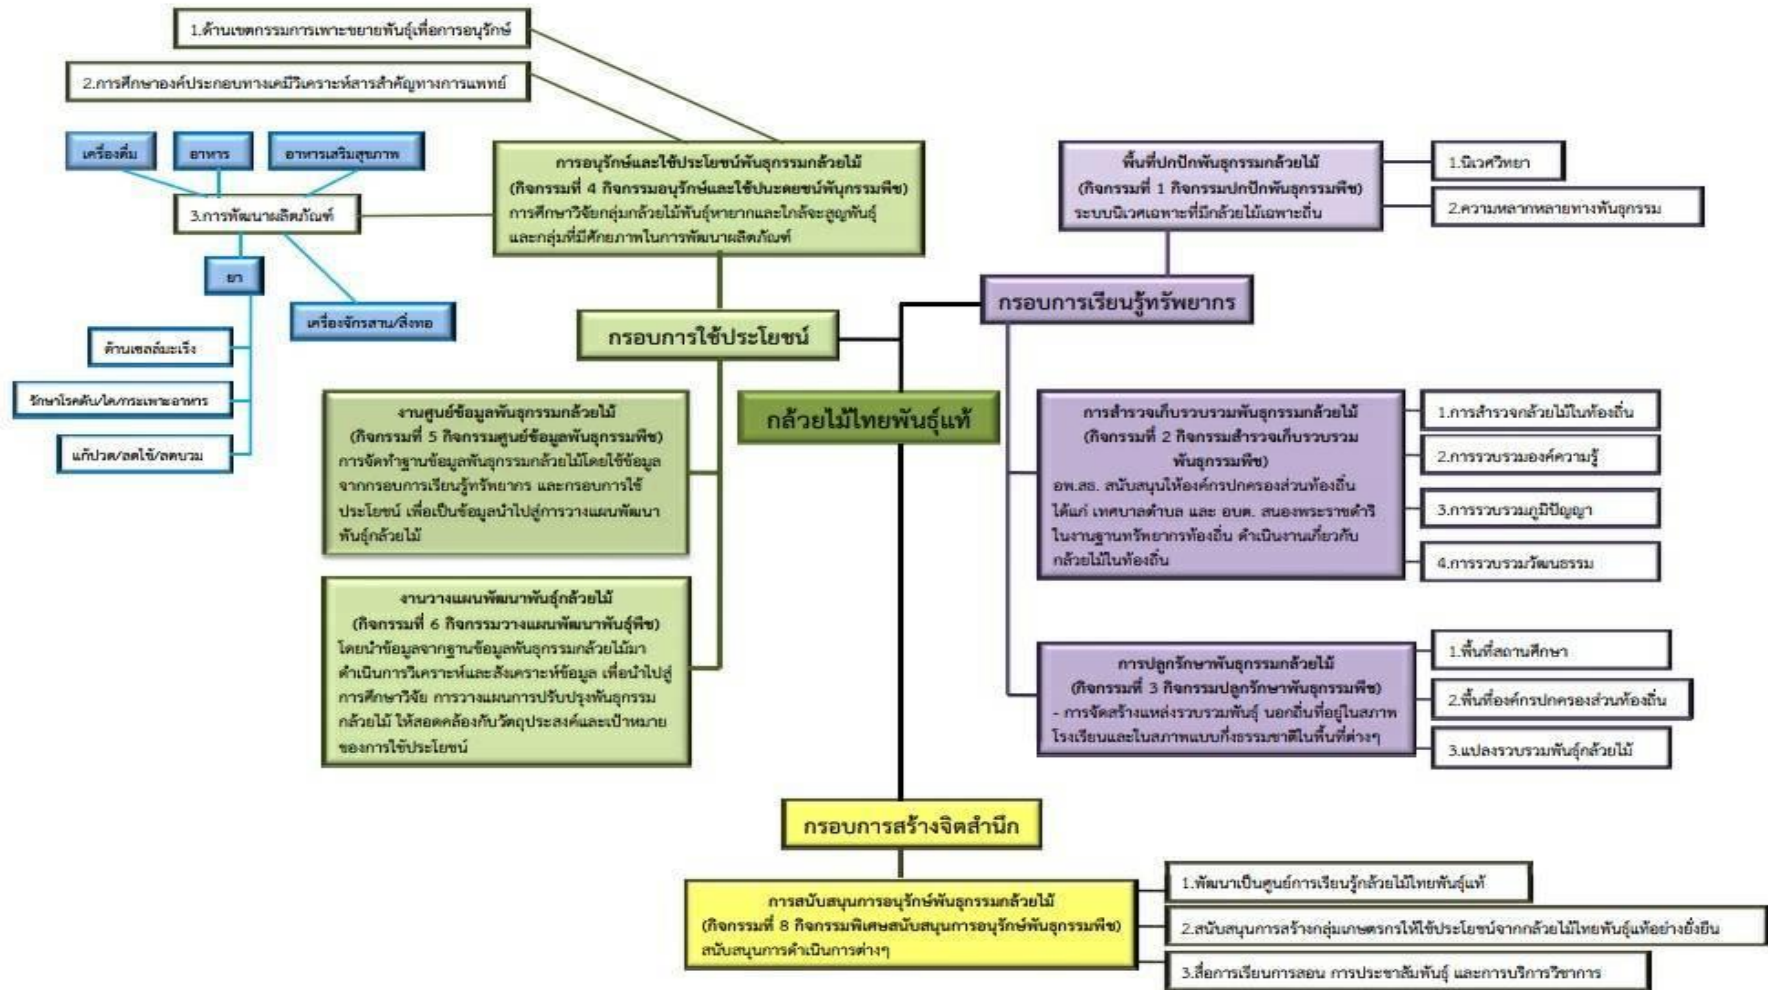 1.ด้านเขตกรรมการเพาะขยายพันธุ์เพื่อการอนุรักษ์
2.การศึกษาองค์ประกอบทางเคมีวิเคราะห์สารสำคัญทางการแพทย์
เครื่องดื่ม
อาหาร
อาหารเสริมสุขภาพ
3.การพัฒนาผลิตภัณฑ์
ยา
เครื่องจักรสาน/สิ่งทอ
ต้านเซลล์มะเร็ง
รักษาโรคตับ/ไต/กระเพาะอาหาร
แก้ปวด/ลดไข้/ลดบวม
การอนุรักษ์และใช้ประโยชน์พันธุกรรมกล้วยไม้
(กิจกรรมที่ 4 กิจกรรมอนุรักษ์และใช้ปนะดยชน์พันุกรรมพืช)
การศึกษาวิจัยกลุ่มกล้วยไม้พันธุ์หายากและใกล้จะสูญพันธุ์
และกลุ่มที่มีศักยภาพในการพัฒนาผลิตภัณฑ์
กรอบการใช้ประโยชน์
งานศูนย์ข้อมูลพันธุกรรมกล้วยไม้
(กิจกรรมที่ 5 กิจกรรมศูนย์ข้อมูลพันธุกรรมพืช)
การจัดทำฐานข้อมูลพันธุกรรมกล้วยไม้โดยใช้ข้อมูล
จากกรอบการเรียนรู้ทรัพยากร และกรอบการใช้
ประโยชน์ เพื่อเป็นข้อมูลนำไปสู่การวางแผนพัฒนา
พันธุ์กล้วยไม้
งานวางแผนพัฒนาพันธุ์กล้วยไม้
(กิจกรรมที่ 6 กิจกรรมวางแผนพัฒนาพันธุ์พืช)
โดยนำข้อมูลจากฐานข้อมูลพันธุกรรมกล้วยไม้มา
ดำเนินการวิเคราะห์และสังเคราะห์ข้อมูล เพื่อนำไปสู่
การศึกษาวิจัย การวางแผนการปรับปรุงพันธุกรรม
กล้วยไม้ ให้สอดคล้องกับวัตถุประสงค์และเป้าหมาย
ของการใช้ประโยชน์
กล้วยไม้ไทยพันธุ์แท้
พื้นที่ปกปักพันธุกรรมกล้วยไม้
(กิจกรรมที่ 1 กิจกรรมปกปักพันธุกรรมพืช)
ระบบนิเวศเฉพาะที่มีกล้วยไม้เฉพาะถิ่น
1.นิเวศวิทยา
2.ความหลากหลายทางพันธุกรรม
กรอบการเรียนรู้ทรัพยากร
การสำรวจเก็บรวบรวมพันธุกรรมกล้วยไม้
(กิจกรรมที่ 2 กิจกรรมสำรวจเก็บรวบรวม
พันธุกรรมพืช)
อพ.สธ. สนับสนุนให้องค์กรปกครองส่วนท้องถิ่น
ได้แก่ เทศบาลตำบล และ อบต. สนองพระราชดำริ
ในงานฐานทรัพยากรท้องถิ่น ดำเนินงานเกี่ยวกับ
กล้วยไม้ในท้องถิ่น
1.การสำรวจกล้วยไม้ในท้องถิ่น
2.การรวบรวมองค์ความรู้
3.การรวบรวมภูมิปัญญา
4.การรวบรวมวัฒนธรรม
การปลูกรักษาพันธุกรรมกล้วยไม้
(กิจกรรมที่ 3 กิจกรรมปลูกรักษาพันธุกรรมพืช)
- การจัดสร้างแหล่งรวบรวมพันธุ์ นอกถิ่นที่อยู่ในสภาพ
โรงเรียนและในสภาพแบบกึ่งธรรมชาติในพื้นที่ต่างๆ
1.พื้นที่สถานศึกษา
2.พื้นที่องค์กรปกครองส่วนท้องถิ่น
3.แปลงรวบรวมพันธุ์กล้วยไม้
กรอบการสร้างจิตสำนึก
การสนับสนุนการอนุรักษ์พันธุกรรมกล้วยไม้
(กิจกรรมที่ 8 กิจกรรมพิเศษสนับสนุนการอนุรักษ์พันธุกรรมพืช)
สนับสนุนการดำเนินการต่างๆ
1.พัฒนาเป็นศูนย์การเรียนรู้กล้วยไม้ไทยพันธุ์แท้
2.สนับสนุนการสร้างกลุ่มเกษตรกรให้ใช้ประโยชน์จากกล้วยไม้ไทยพันธุ์แท้อย่างยั่งยืน
3.สื่อการเรียนการสอน การประชาสัมพันธุ์ และการบริการวิชาการ